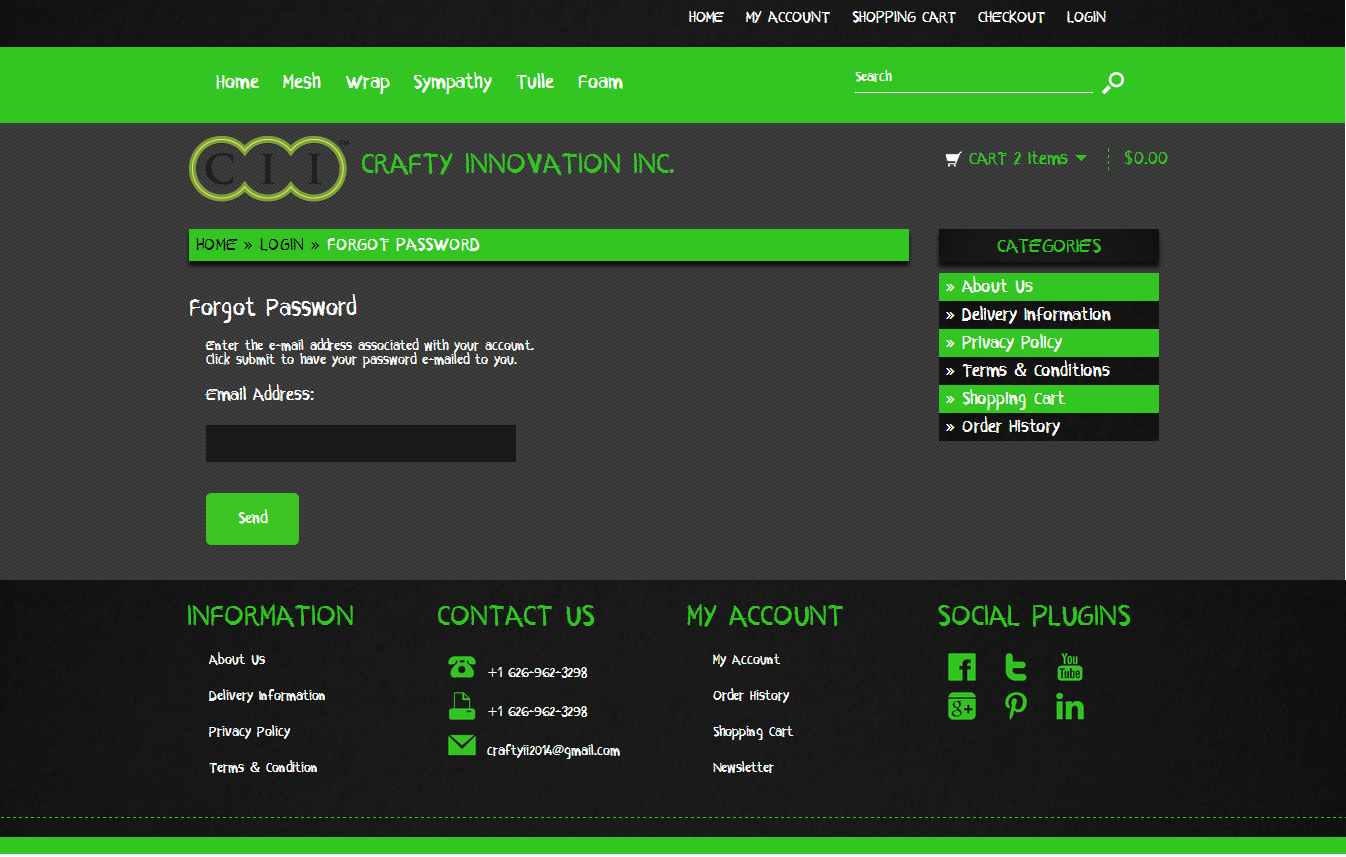 HOME MY ACCOUNT SHOPPING CART CHECKOUT LOGIN
Home Mesh Wrap Sympathy Tulle Foam
Search
CII TM
CRAFTY INNOVATION INC.
CART 2 Items $0.00
HOME » LOGIN » FORGOT PASSWORD
Forgot Password
Enter the e-mail address associated with your account.
Click submit to have your password e-mailed to you.
Email Address:
Send
CATEGORIES
» About Us
» Delivery Information
» Privacy Policy
» Terms & Conditions
» Shopping Cart
» Order History
INFORMATION
About Us
Delivery Information
Privacy Policy
Terms & Condition
CONTACT US
+1 626-962-3298
+1 626-962-3298
craftyii2014@gmail.com
MY ACCOUNT
My Account
Order History
Shopping Cart
Newsletter
SOCIAL PLUGINS
f t You Tube
g+ P in